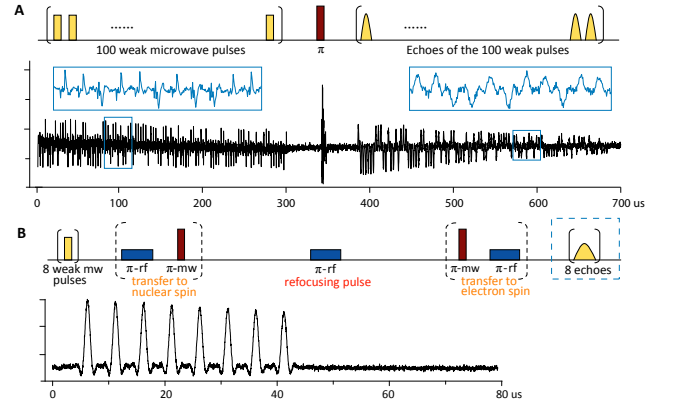 A
......
......
100 weak microwave pulses
π
Echoes of the 100 weak pulses
0
100
200
300
400
500
600
700 us
B
8 weak mw
pulses
π-rf
π-mw
transfer to
nuclear spin
π-rf
refocusing pulse
π-mw
π-rf
transfer to
electron spin
8 echoes
0
20
40
60
80 us